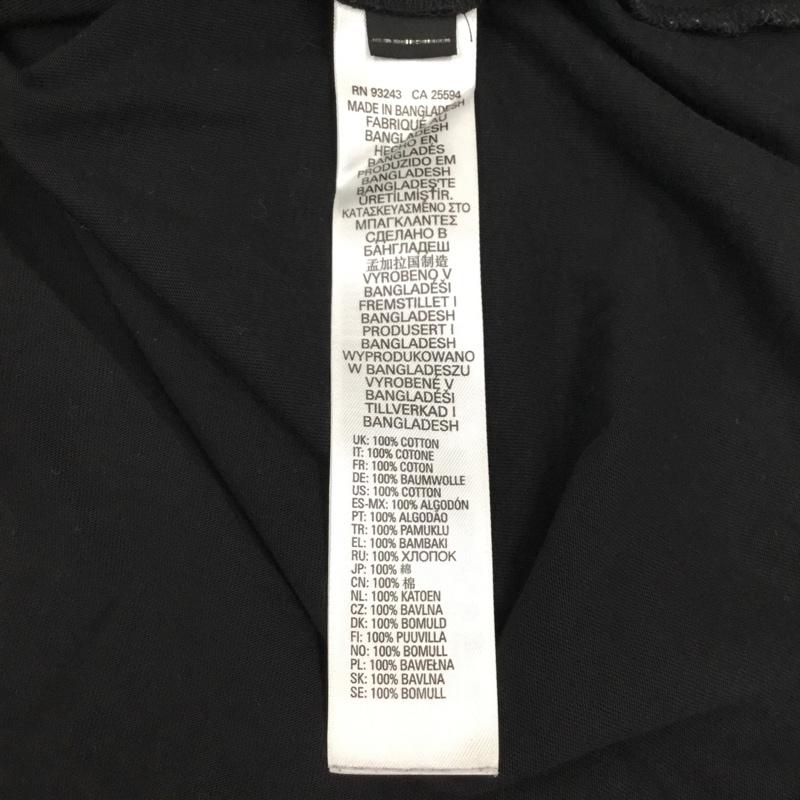 RN 93243 CA 25594
MADE IN BANGLADESH
FABRIQUÉ AU
BANGLADESH
HECHO EN
BANGLADÉS
PRODUZIDO EM
BANGLADESH
BANGLADEŞ'TE
ÜRETİLMİŞTİR.
ΚΑΤΑΣΚΕΥΑΣΜΕΝΟ ΣΤΟ
ΜΠΑΓΚΛΑΝΤΕΣ
СДЕЛАНО В
БАНГЛАДЕШ
孟加拉国制造
VYROBENO V
BANGLADÉŠI
FREMSTILLET I
BANGLADESH
PRODUSERT I
BANGLADESH
WYPRODUKOWANO
W BANGLADESZU
VYROBENÉ V
BANGLADÉŠI
TILLVERKAD I
BANGLADESH
UK: 100% COTTON
IT: 100% COTONE
FR: 100% COTON
DE: 100% BAUMWOLLE
US: 100% COTTON
ES-MX: 100% ALGODÓN
PT: 100% ALGODÃO
TR: 100% PAMUKLU
EL: 100% BAMBAKI
RU: 100% ХЛОПОК
JP: 100% 綿
CN: 100% 棉
NL: 100% KATOEN
CZ: 100% BAVLNA
DK: 100% BOMULD
FI: 100% PUUVILLA
NO: 100% BOMULL
PL: 100% BAWEŁNA
SK: 100% BAVLNA
SE: 100% BOMULL